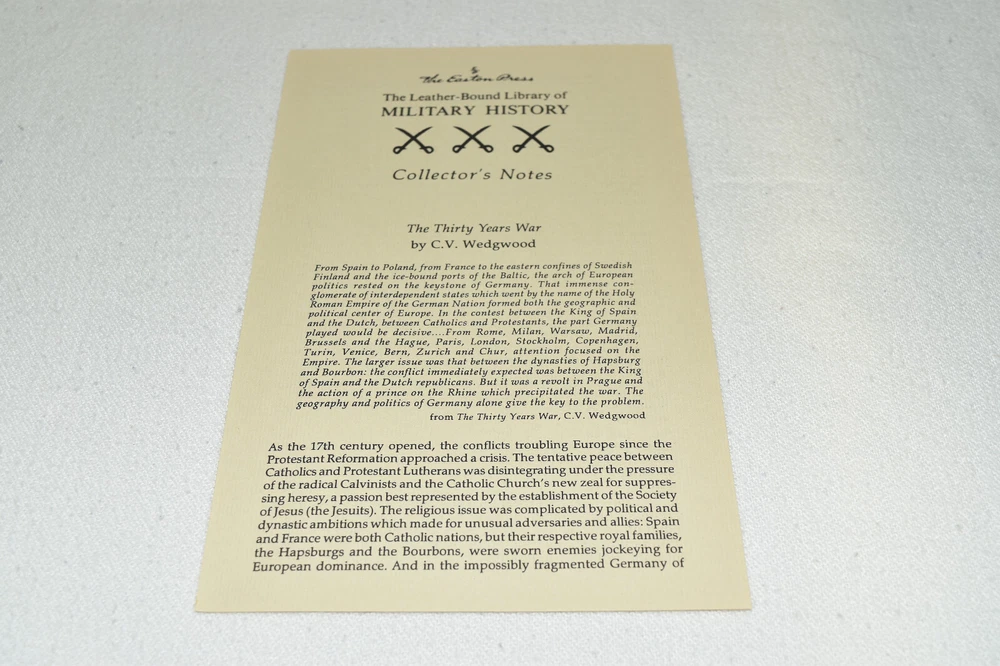 The Easton Press
The Leather-Bound Library of
MILITARY HISTORY
Collector's Notes
The Thirty Years War
by C.V. Wedgwood
From Spain to Poland, from France to the eastern confines of Swedish
Finland and the ice-bound ports of the Baltic, the arch of European
politics rested on the keystone of Germany. That immense con-
glomerate of interdependent states which went by the name of the Holy
Roman Empire of the German Nation formed both the geographic and
political center of Europe. In the contest between the King of Spain
and the Dutch, between Catholics and Protestants, the part Germany
played would be decisive....From Rome, Milan, Warsaw, Madrid,
Brussels and the Hague, Paris, London, Stockholm, Copenhagen,
Turin, Venice, Bern, Zurich and Chur, attention focused on the
Empire. The larger issue was that between the dynasties of Hapsburg
and Bourbon: the conflict immediately expected was between the King
of Spain and the Dutch republicans. But it was a revolt in Prague and
the action of a prince on the Rhine which precipitated the war. The
geography and politics of Germany alone give the key to the problem.
from The Thirty Years War, C.V. Wedgwood
As the 17th century opened, the conflicts troubling Europe since the
Protestant Reformation approached a crisis. The tentative peace between
Catholics and Protestant Lutherans was disintegrating under the pressure
of the radical Calvinists and the Catholic Church's new zeal for suppres-
sing heresy, a passion best represented by the establishment of the Society
of Jesus (the Jesuits). The religious issue was complicated by political and
dynastic ambitions which made for unusual adversaries and allies: Spain
and France were both Catholic nations, but their respective royal families,
the Hapsburgs and the Bourbons, were sworn enemies jockeying for
European dominance. And in the impossibly fragmented Germany of